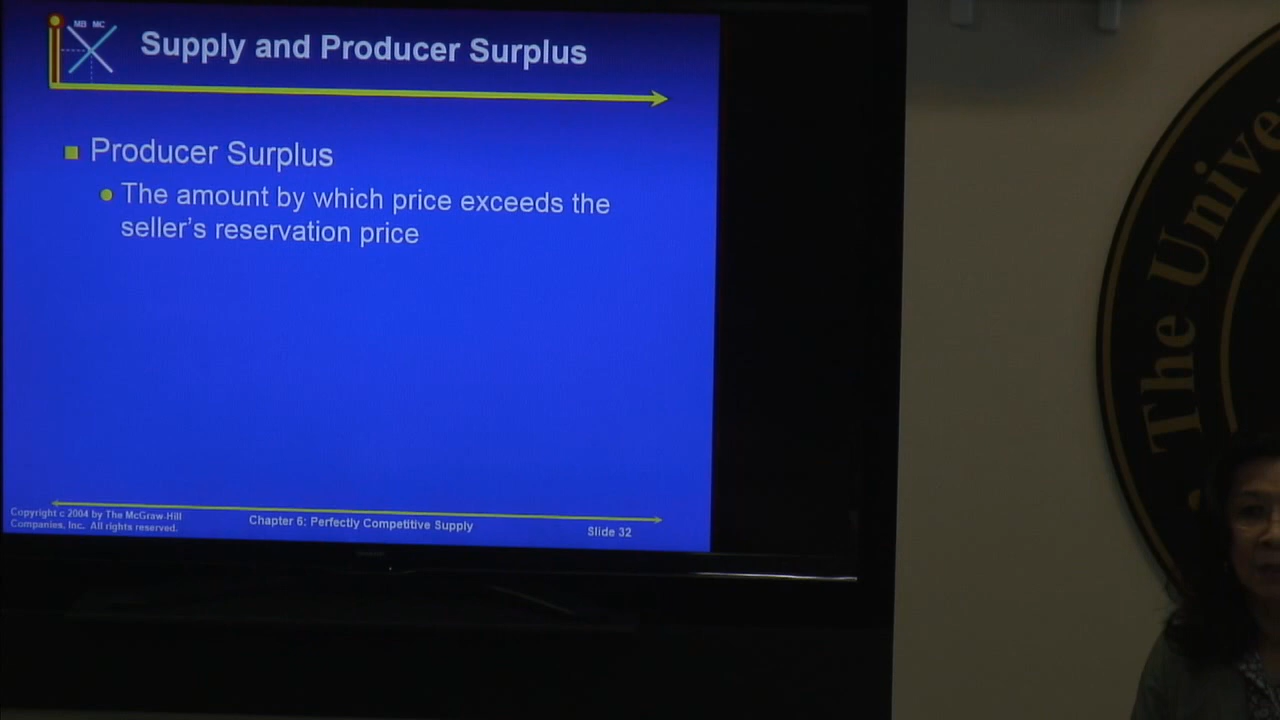 MB MC
Supply and Producer Surplus
Producer Surplus
The amount by which price exceeds the
seller's reservation price
Copyright c 2004 by The McGraw-Hill
Companies, Inc. All rights reserved.
Chapter 6: Perfectly Competitive Supply
Slide 32
The Unive